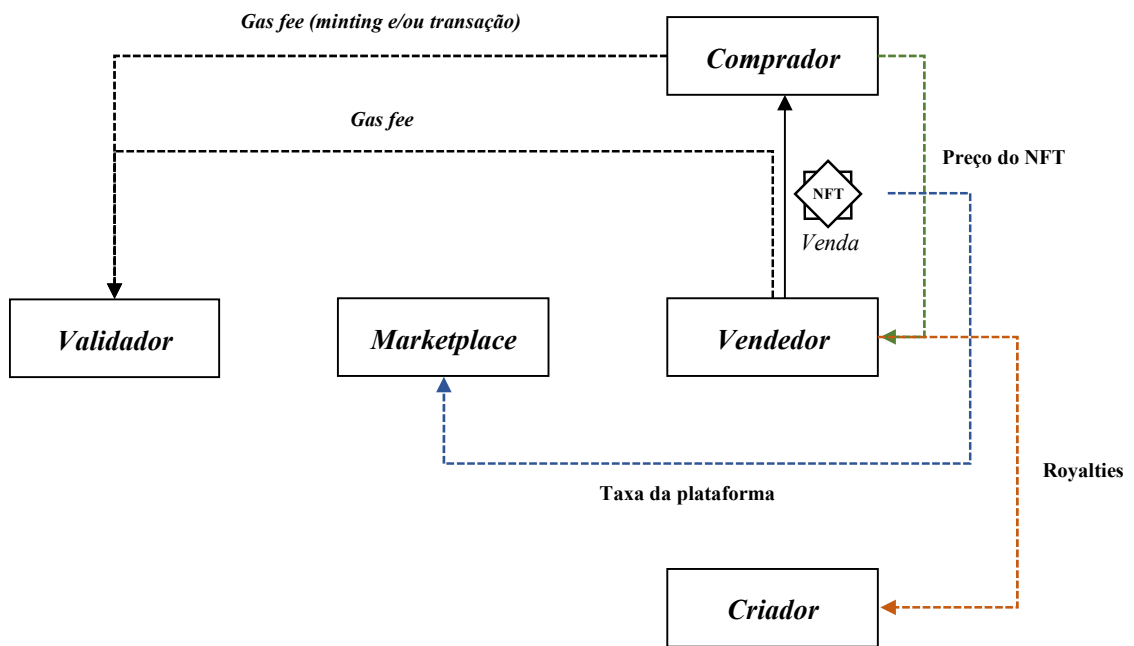 Gas fee (minting e/ou transação)
Comprador
Gas fee
Preço do NFT
NFT
Venda
Validador
Marketplace
Vendedor
Royalties
Taxa da plataforma
Criador